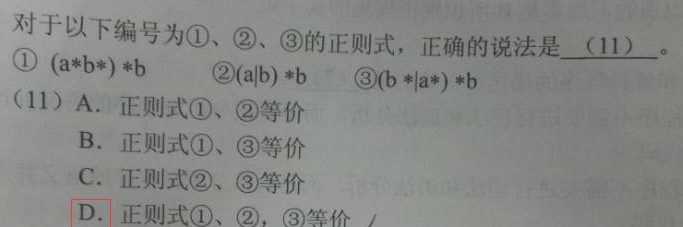 对于以下编号为①、②、③的正则式，正确的说法是 (11) 。
① (a*b*) *b ②(a|b) *b ③(b *|a*) *b
(11) A. 正则式①、②等价
B. 正则式①、③等价
C. 正则式②、③等价
D. 正则式①、②，③等价